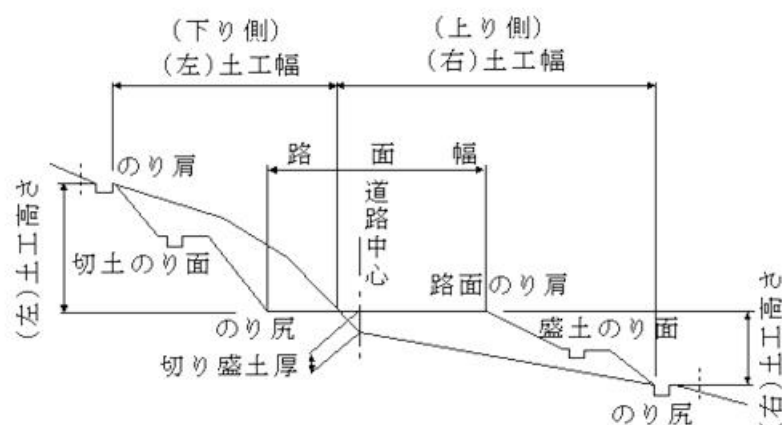 (下り側)
(左)土工幅
(上り側)
(右)土工幅
路面幅
のり肩
道路中心
(左)土工高さ
切土のり面
路面のり肩
のり尻
盛土のり面
切り盛土厚
(右)土工高さ
のり尻